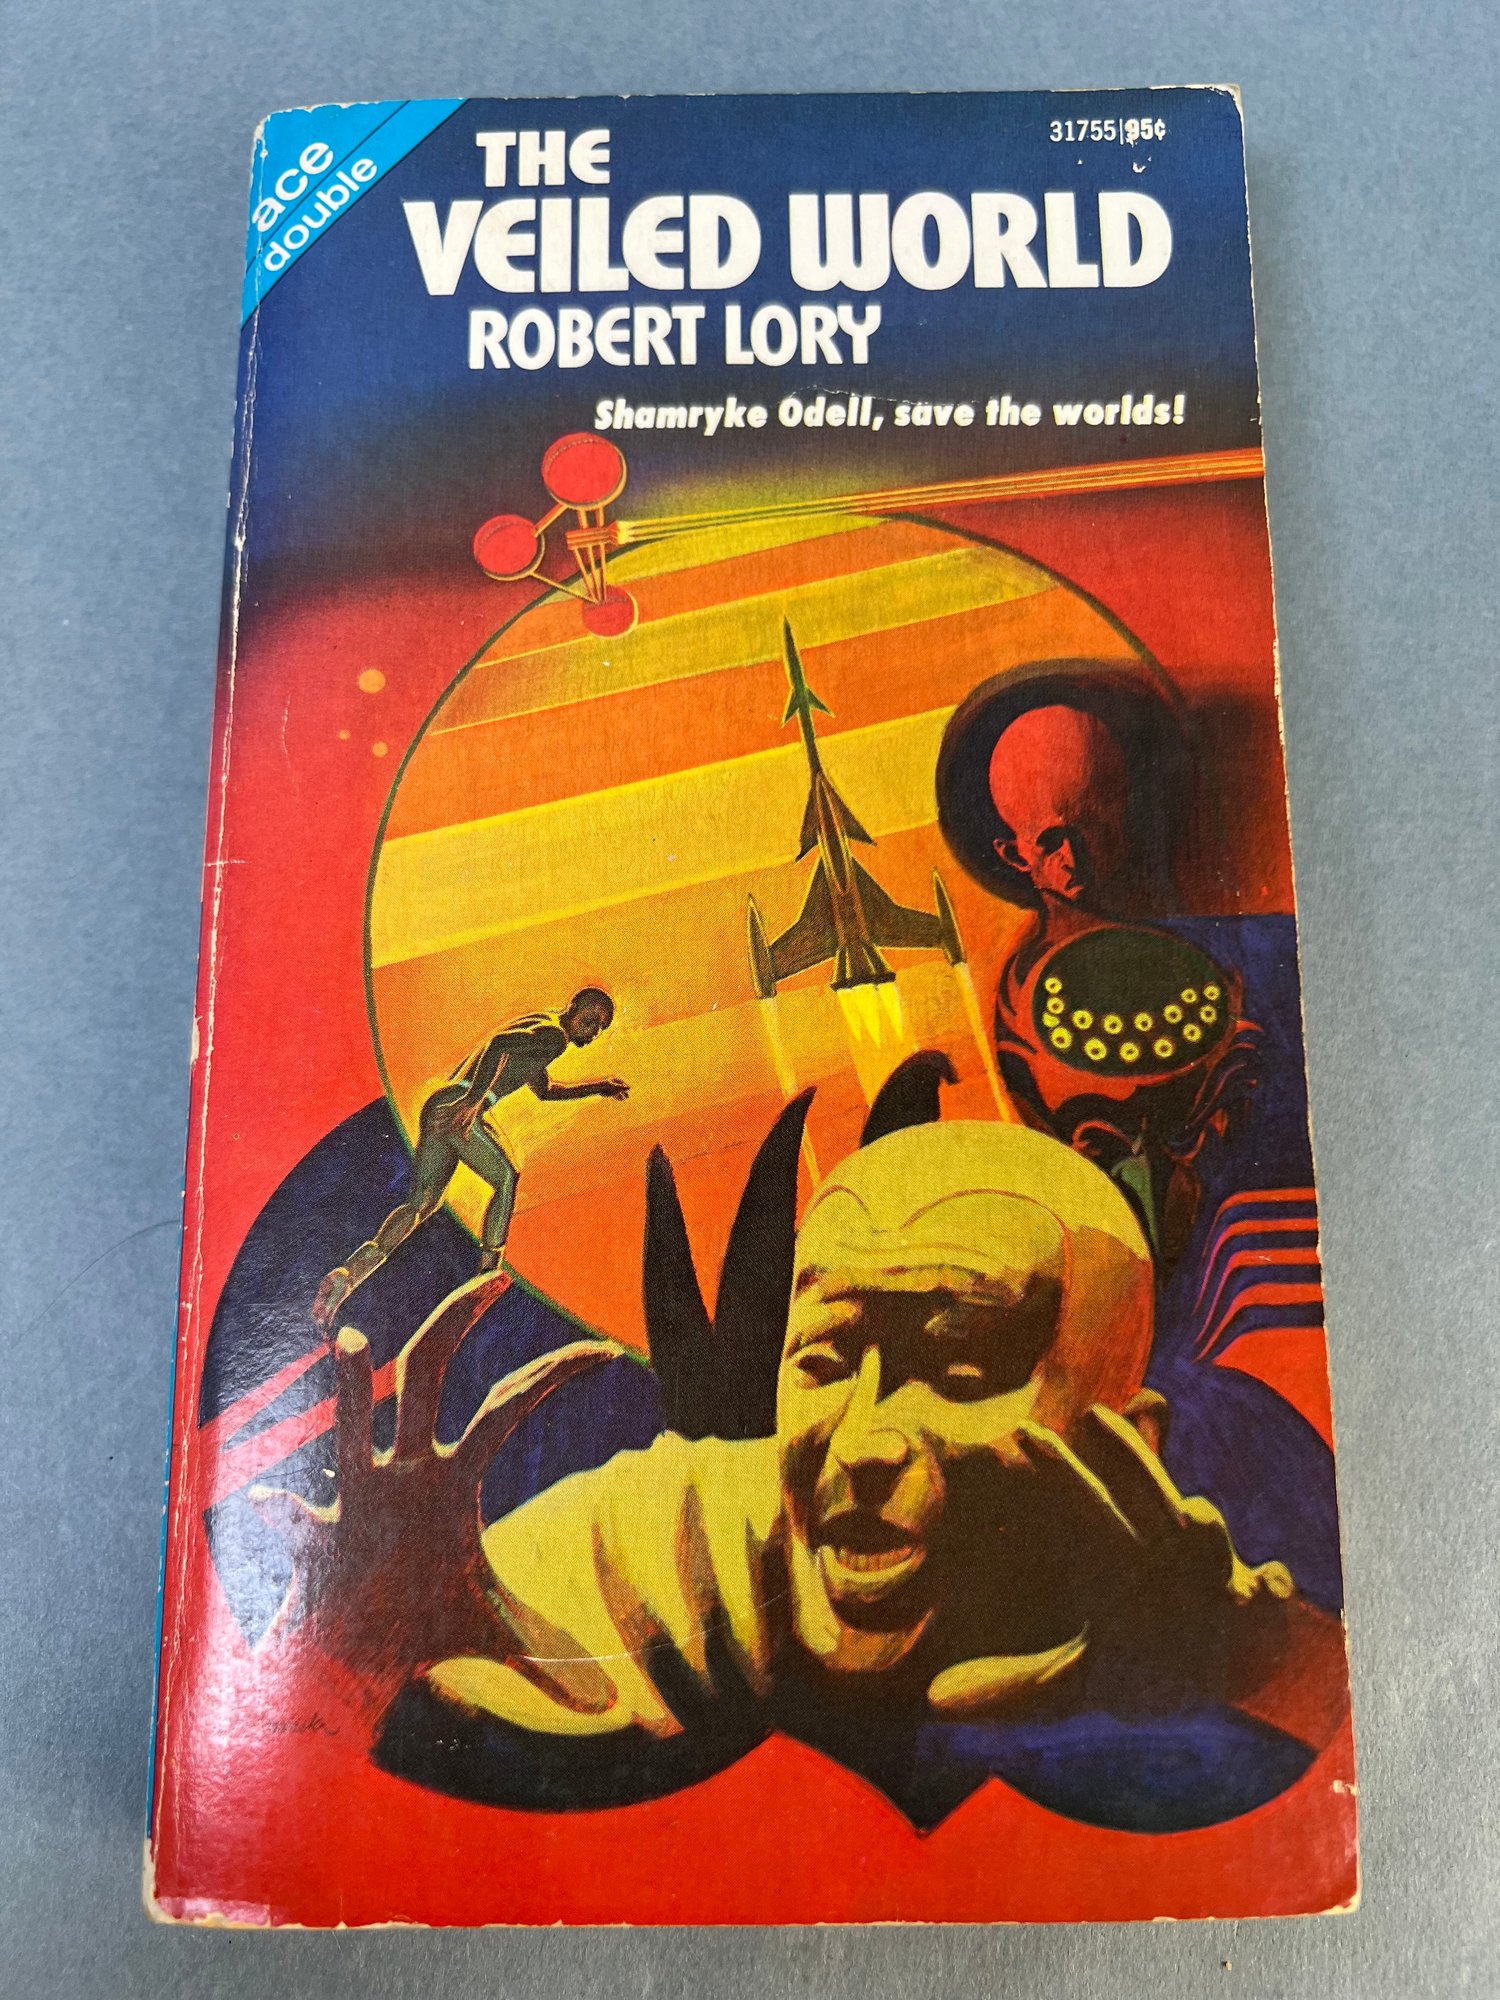 ace
double
31755|95¢
THE
VEILED WORLD
ROBERT LORY
Shamryke Odell, save the worlds!